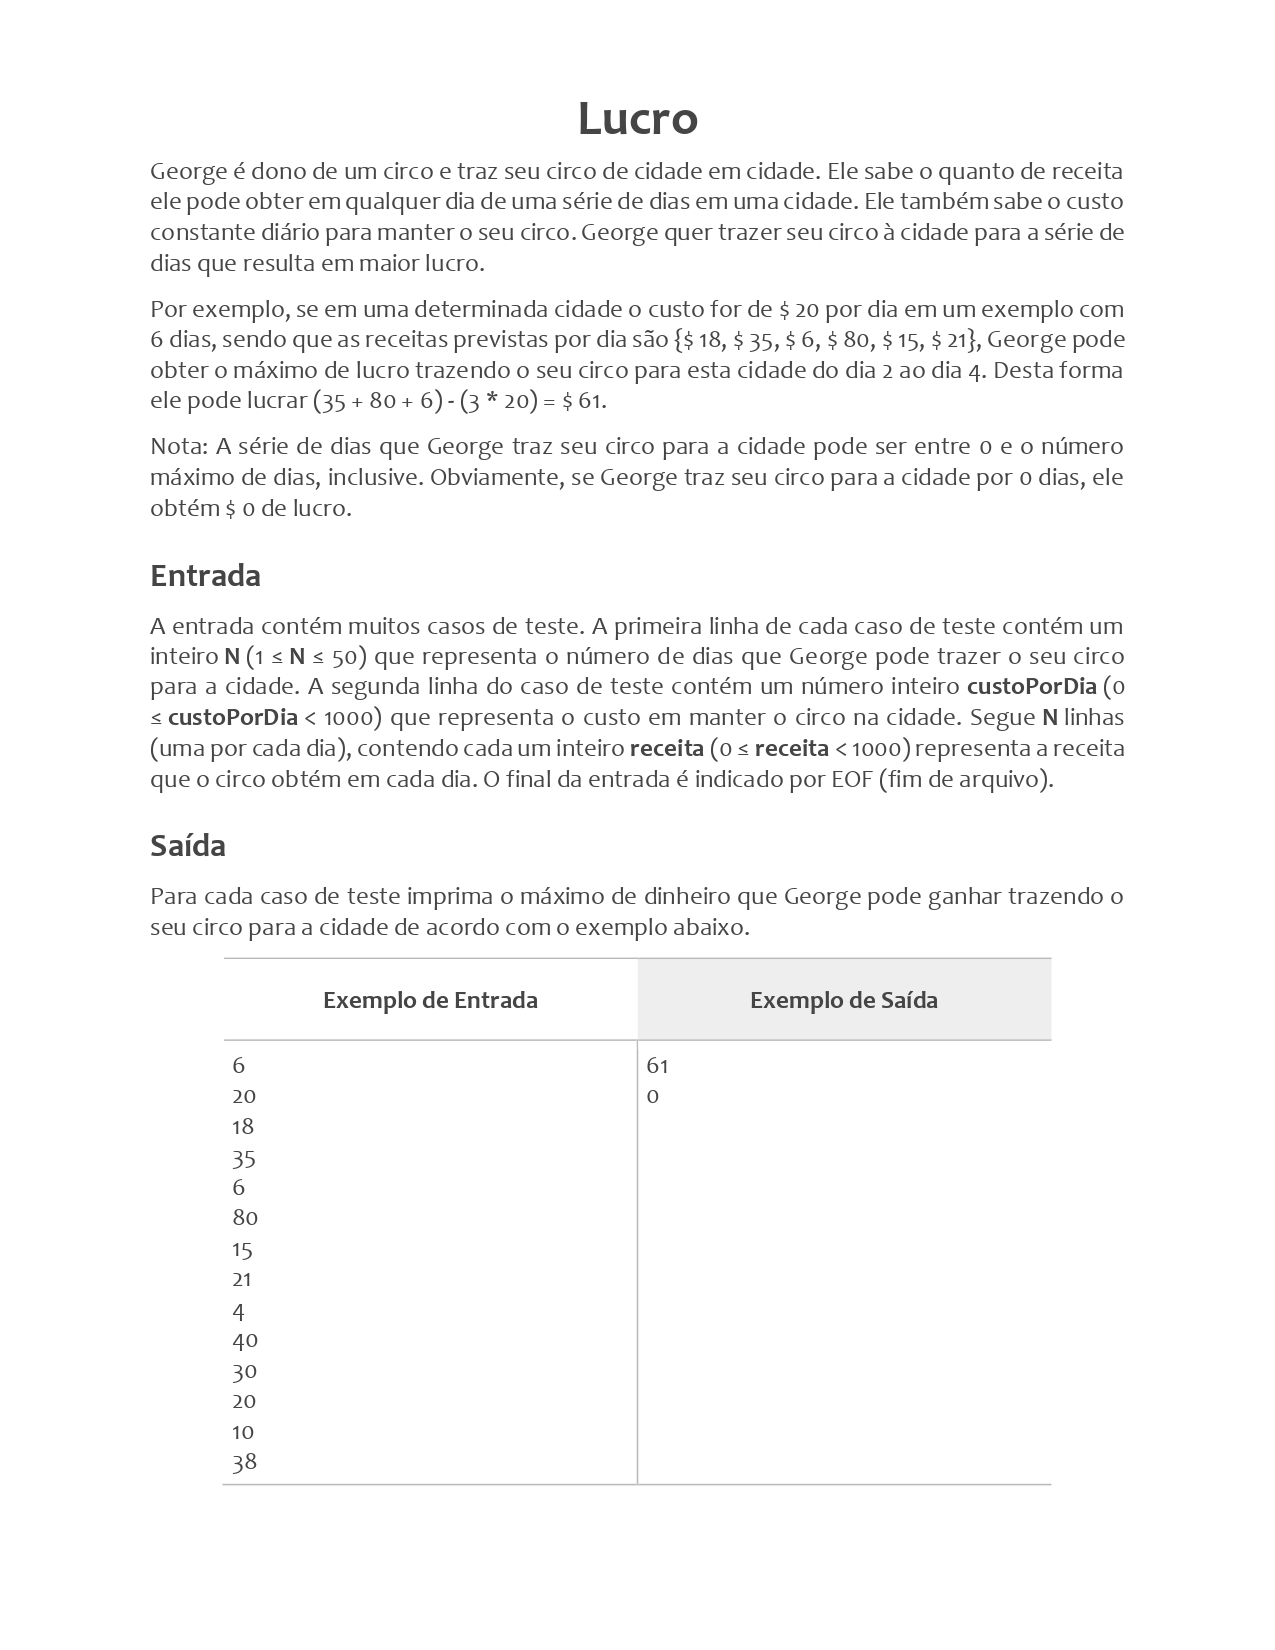 Lucro
George é dono de um circo e traz seu circo de cidade em cidade. Ele sabe o quanto de receita
ele pode obter em qualquer dia de uma série de dias em uma cidade. Ele também sabe o custo
constante diário para manter o seu circo. George quer trazer seu circo à cidade para a série de
dias que resulta em maior lucro.
Por exemplo, se em uma determinada cidade o custo for de $ 20 por dia em um exemplo com
6 dias, sendo que as receitas previstas por dia são {$ 18, $ 35, $ 6, $ 80, $ 15, $ 21}, George pode
obter o máximo de lucro trazendo o seu circo para esta cidade do dia 2 ao dia 4. Desta forma
ele pode lucrar (35 + 80 + 6) - (3 * 20) = $ 61.
Nota: A série de dias que George traz seu circo para a cidade pode ser entre 0 e o número
máximo de dias, inclusive. Obviamente, se George traz seu circo para a cidade por 0 dias, ele
obtém $ 0 de lucro.
Entrada
A entrada contém muitos casos de teste. A primeira linha de cada caso de teste contém um
inteiro N (1 ≤ N ≤ 50) que representa o número de dias que George pode trazer o seu circo
para a cidade. A segunda linha do caso de teste contém um número inteiro custoPorDia (0
≤ custoPorDia < 1000) que representa o custo em manter o circo na cidade. Segue N linhas
(uma por cada dia), contendo cada um inteiro receita (0 ≤ receita < 1000) representa a receita
que o circo obtém em cada dia. O final da entrada é indicado por EOF (fim de arquivo).
Saída
Para cada caso de teste imprima o máximo de dinheiro que George pode ganhar trazendo o
seu circo para a cidade de acordo com o exemplo abaixo.
Exemplo de Entrada
Exemplo de Saída
6
20
18
35
6
80
15
21
4
40
30
20
10
38
61
0